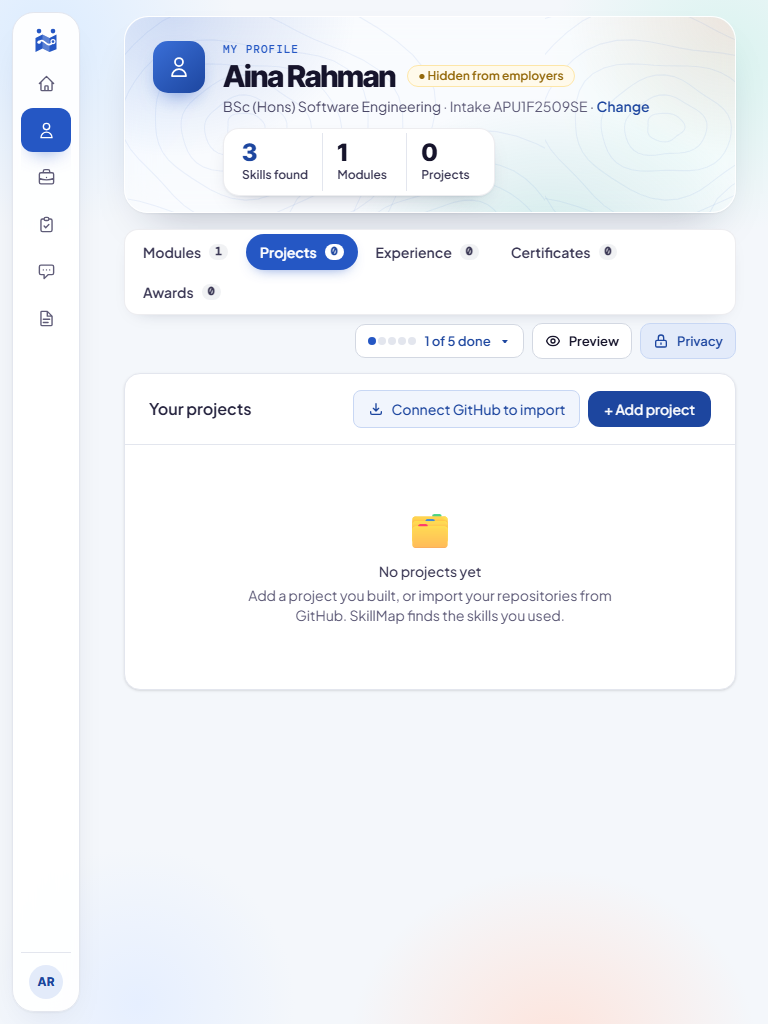 MY PROFILE
Aina Rahman
● Hidden from employers
BSc (Hons) Software Engineering · Intake APU1F2509SE · Change
3
Skills found
1
Modules
0
Projects
Modules 1
Projects 0
Experience 0
Certificates 0
Awards 0
1 of 5 done
Preview
Privacy
Your projects
Connect GitHub to import
+ Add project
No projects yet
Add a project you built, or import your repositories from
GitHub. SkillMap finds the skills you used.
AR